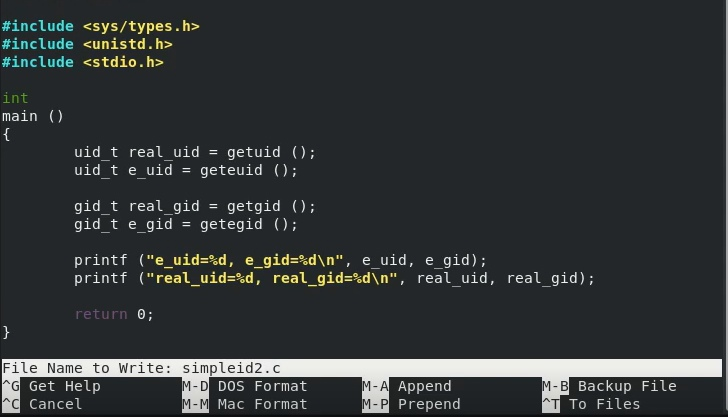 #include <sys/types.h>
#include <unistd.h>
#include <stdio.h>
int
main ()
{
uid_t real_uid = getuid ();
uid_t e_uid = geteuid ();
gid_t real_gid = getgid ();
gid_t e_gid = getegid ();
printf ("e_uid=%d, e_gid=%d\n", e_uid, e_gid);
printf ("real_uid=%d, real_gid=%d\n", real_uid, real_gid);
return 0;
}
File Name to Write: simpleid2.c
^G Get Help M-D DOS Format M-A Append M-B Backup File
^C Cancel M-M Mac Format M-P Prepend ^T To Files